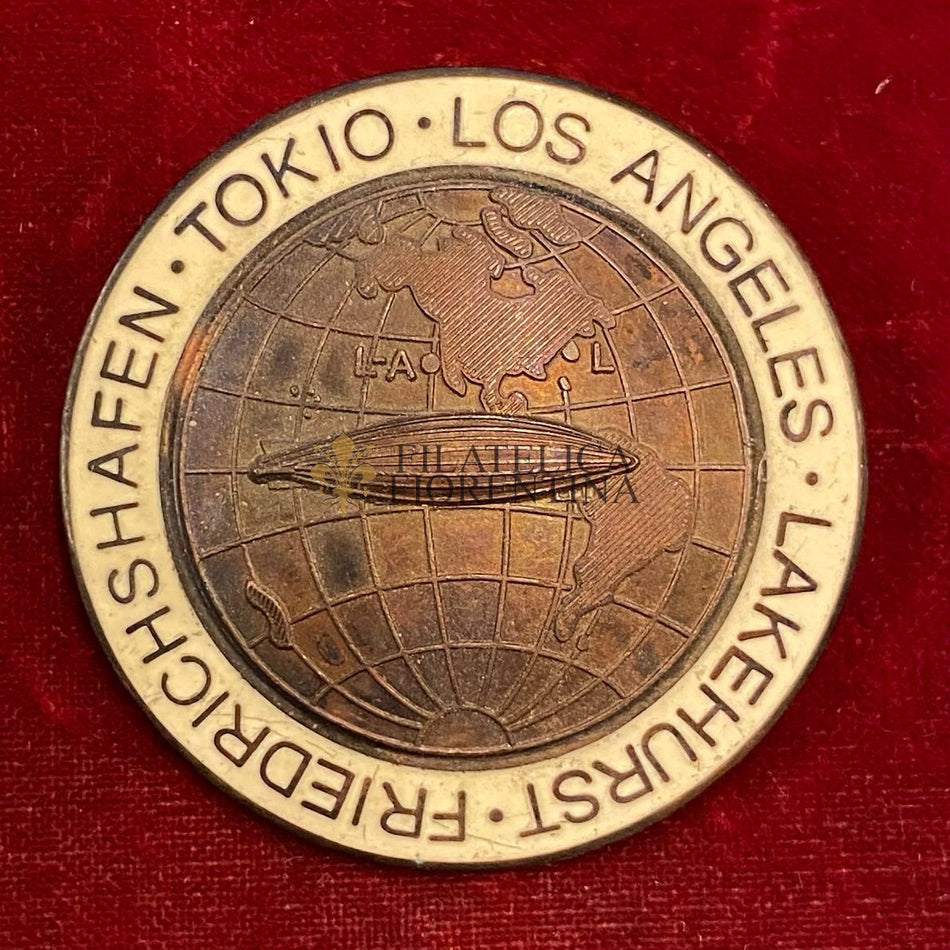 FRIEDRICHSHAFEN · TOKIO · LOS ANGELES · LAKEHURST ·
L-A
L
FILATELICA
FIORENTINA